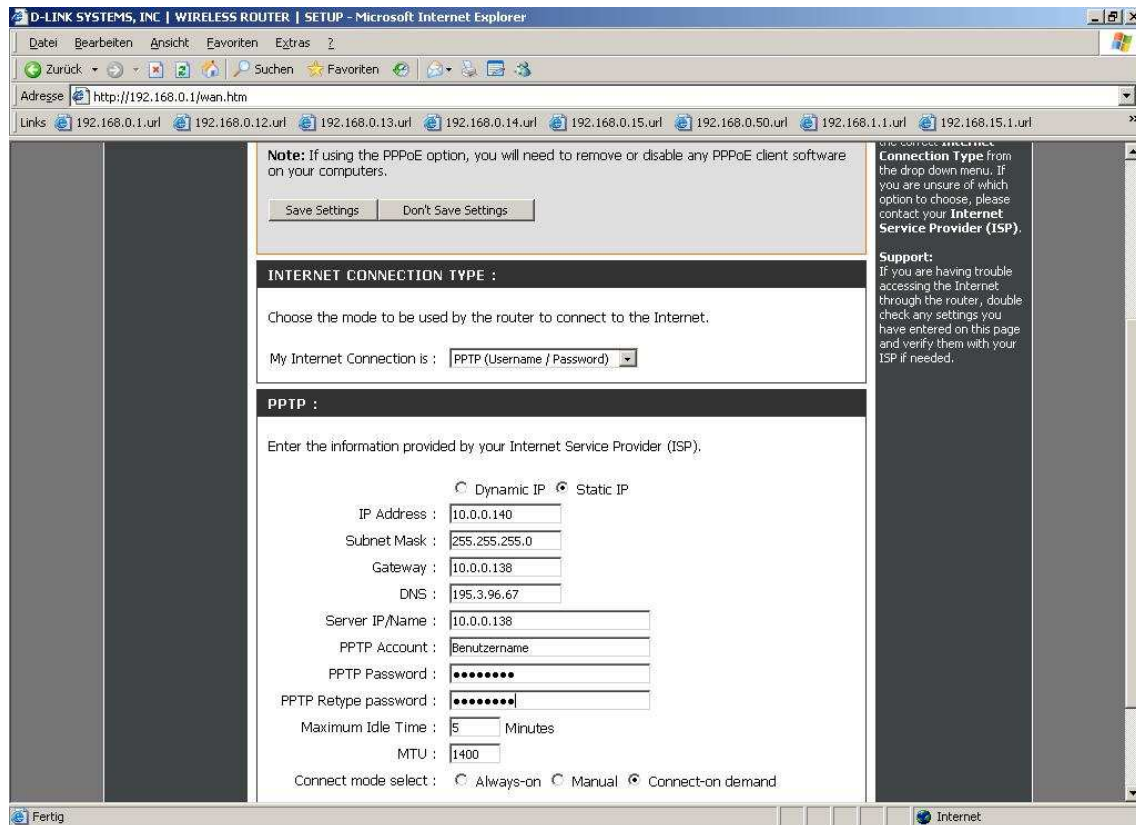 D-LINK SYSTEMS, INC | WIRELESS ROUTER | SETUP - Microsoft Internet Explorer
Datei Bearbeiten Ansicht Favoriten Extras ?
Zurück Suchen Favoriten
Adresse http://192.168.0.1/wan.htm
Links 192.168.0.1.url 192.168.0.12.url 192.168.0.13.url 192.168.0.14.url 192.168.0.15.url 192.168.0.50.url 192.168.1.1.url 192.168.15.1.url »
Note: If using the PPPoE option, you will need to remove or disable any PPPoE client software
on your computers.
Save Settings Don't Save Settings
INTERNET CONNECTION TYPE :
Choose the mode to be used by the router to connect to the Internet.
My Internet Connection is : PPTP (Username / Password)
PPTP :
Enter the information provided by your Internet Service Provider (ISP).
Dynamic IP Static IP
IP Address : 10.0.0.140
Subnet Mask : 255.255.255.0
Gateway : 10.0.0.138
DNS : 195.3.96.67
Server IP/Name : 10.0.0.138
PPTP Account : Benutzername
PPTP Password : ●●●●●●●●
PPTP Retype password : ●●●●●●●●
Maximum Idle Time : 5 Minutes
MTU : 1400
Connect mode select : Always-on Manual Connect-on demand
the correct Internet
Connection Type from
the drop down menu. If
you are unsure of which
option to choose, please
contact your Internet
Service Provider (ISP).
Support:
If you are having trouble
accessing the Internet
through the router, double
check any settings you
have entered on this page
and verify them with your
ISP if needed.
Fertig Internet